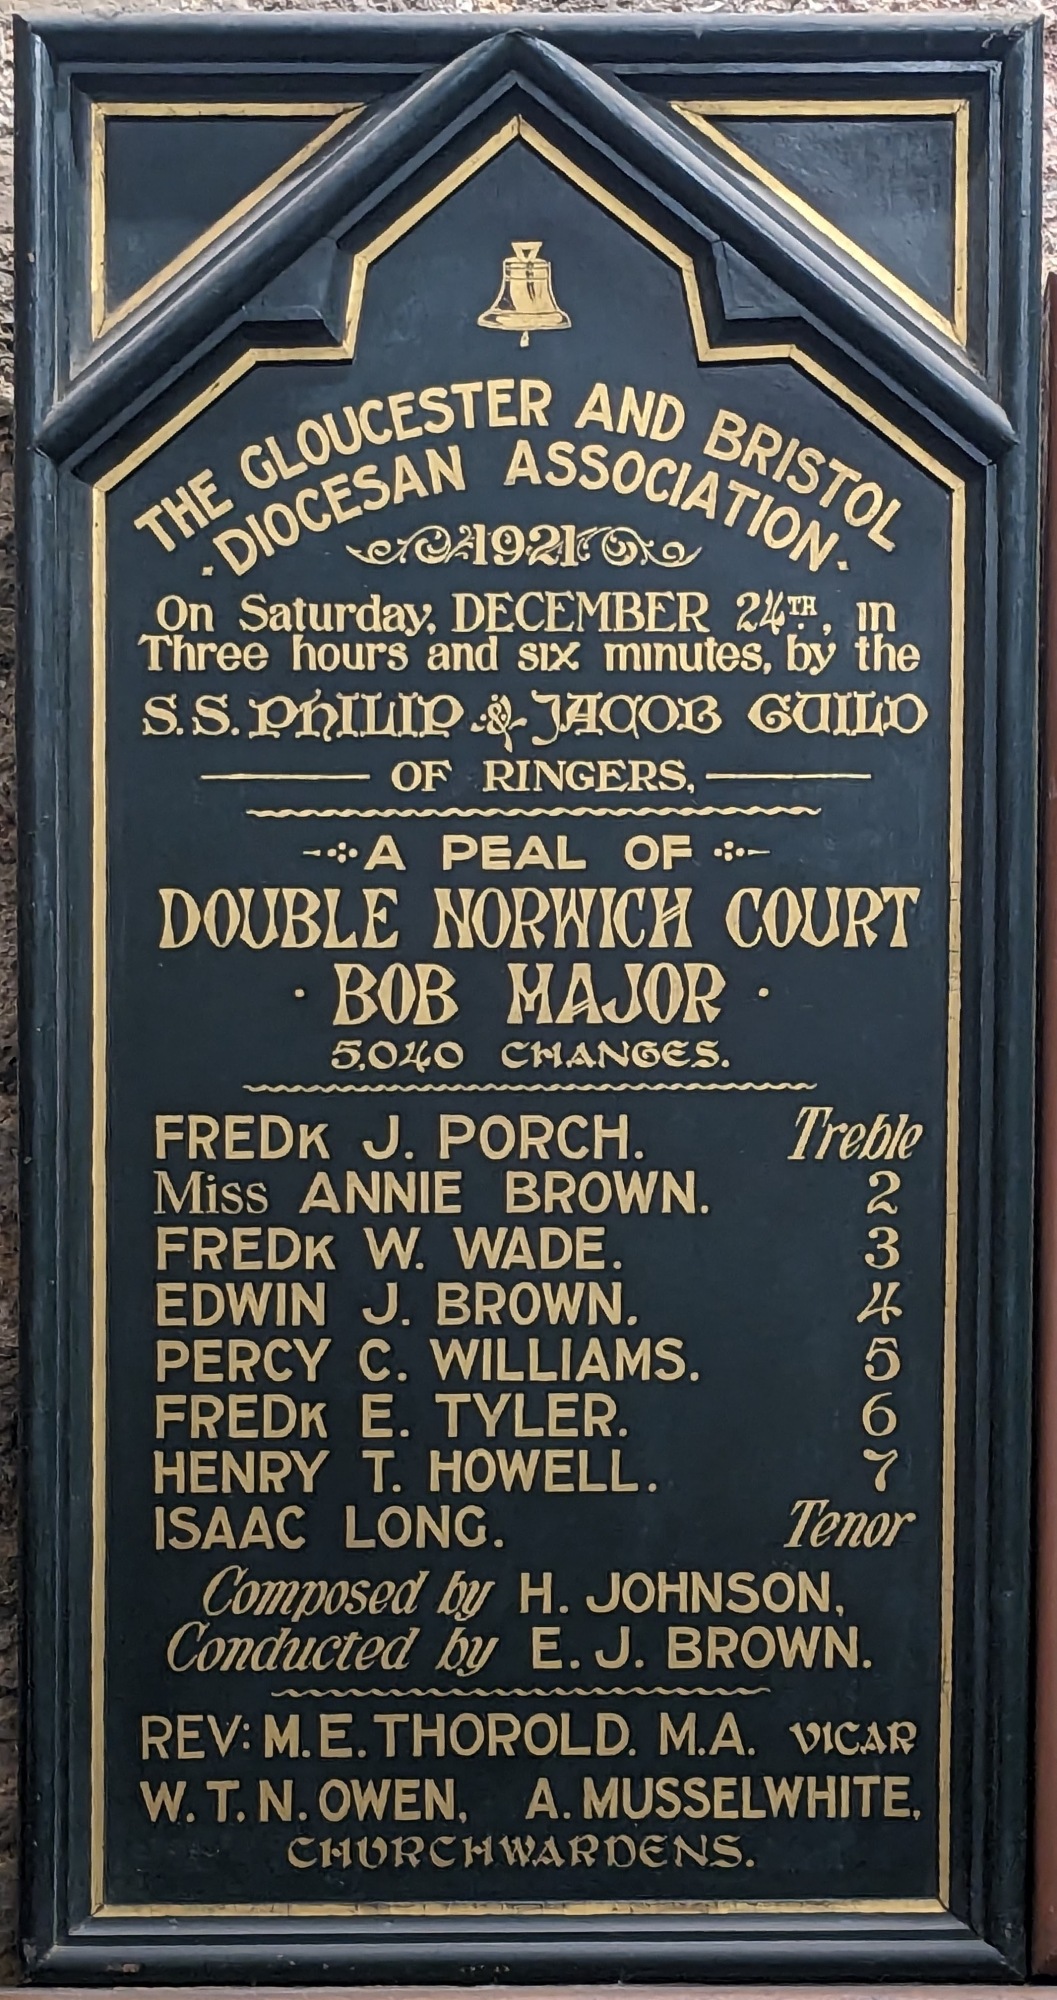 THE GLOUCESTER AND BRISTOL
·DIOCESAN ASSOCIATION·
1921
On Saturday, DECEMBER 24TH, in
Three hours and six minutes, by the
S.S. PHILIP & JACOB GUILD
OF RINGERS,
A PEAL OF
DOUBLE NORWICH COURT
· BOB MAJOR ·
5,040 CHANGES.
FREDK J. PORCH. Treble
Miss ANNIE BROWN. 2
FREDK W. WADE. 3
EDWIN J. BROWN. 4
PERCY C. WILLIAMS. 5
FREDK E. TYLER. 6
HENRY T. HOWELL. 7
ISAAC LONG. Tenor
Composed by H. JOHNSON,
Conducted by E. J. BROWN.
REV: M. E. THOROLD. M.A. VICAR
W. T. N. OWEN, A. MUSSELWHITE,
CHURCHWARDENS.